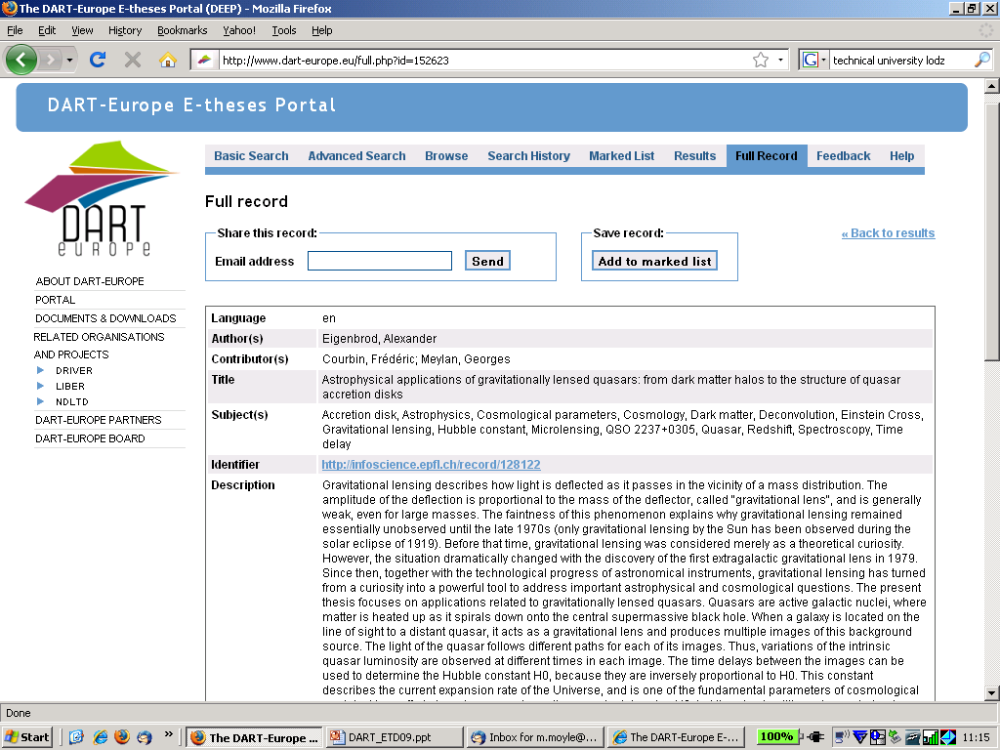 The DART-Europe E-theses Portal (DEEP) - Mozilla Firefox
File Edit View History Bookmarks Yahoo! Tools Help
http://www.dart-europe.eu/full.php?id=152623
G technical university lodz
DART-Europe E-theses Portal
DART
europe
Basic Search Advanced Search Browse Search History Marked List Results Full Record Feedback Help
Full record
Share this record:
Save record:
« Back to results
Email address Send
Add to marked list
ABOUT DART-EUROPE
PORTAL
DOCUMENTS & DOWNLOADS
RELATED ORGANISATIONS
AND PROJECTS
DRIVER
LIBER
NDLTD
DART-EUROPE PARTNERS
DART-EUROPE BOARD
Language en
Author(s) Eigenbrod, Alexander
Contributor(s) Courbin, Frédéric; Meylan, Georges
Title Astrophysical applications of gravitationally lensed quasars: from dark matter halos to the structure of quasar
accretion disks
Subject(s) Accretion disk, Astrophysics, Cosmological parameters, Cosmology, Dark matter, Deconvolution, Einstein Cross,
Gravitational lensing, Hubble constant, Microlensing, QSO 2237+0305, Quasar, Redshift, Spectroscopy, Time
delay
Identifier http://infoscience.epfl.ch/record/128122
Description Gravitational lensing describes how light is deflected as it passes in the vicinity of a mass distribution. The
amplitude of the deflection is proportional to the mass of the deflector, called "gravitational lens", and is generally
weak, even for large masses. The faintness of this phenomenon explains why gravitational lensing remained
essentially unobserved until the late 1970s (only gravitational lensing by the Sun has been observed during the
solar eclipse of 1919). Before that time, gravitational lensing was considered merely as a theoretical curiosity.
However, the situation dramatically changed with the discovery of the first extragalactic gravitational lens in 1979.
Since then, together with the technological progress of astronomical instruments, gravitational lensing has turned
from a curiosity into a powerful tool to address important astrophysical and cosmological questions. The present
thesis focuses on applications related to gravitationally lensed quasars. Quasars are active galactic nuclei, where
matter is heated up as it spirals down onto the central supermassive black hole. When a galaxy is located on the
line of sight to a distant quasar, it acts as a gravitational lens and produces multiple images of this background
source. The light of the quasar follows different paths for each of its images. Thus, variations of the intrinsic
quasar luminosity are observed at different times in each image. The time delays between the images can be
used to determine the Hubble constant H0, because they are inversely proportional to H0. This constant
describes the current expansion rate of the Universe, and is one of the fundamental parameters of cosmological
Done
Start
The DART-Europe ...
DART_ETD09.ppt
Inbox for m.moyle@...
The DART-Europe E-...
100%
11:15